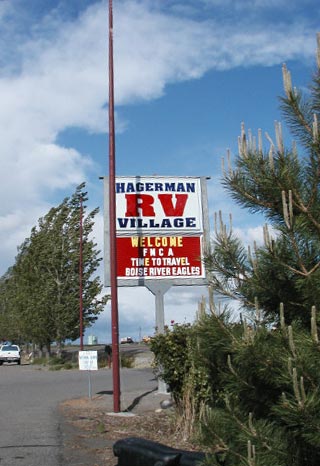 HAGERMAN
RV
VILLAGE
WELCOME
FMCA
TIME TO TRAVEL
BOISE RIVER EAGLES